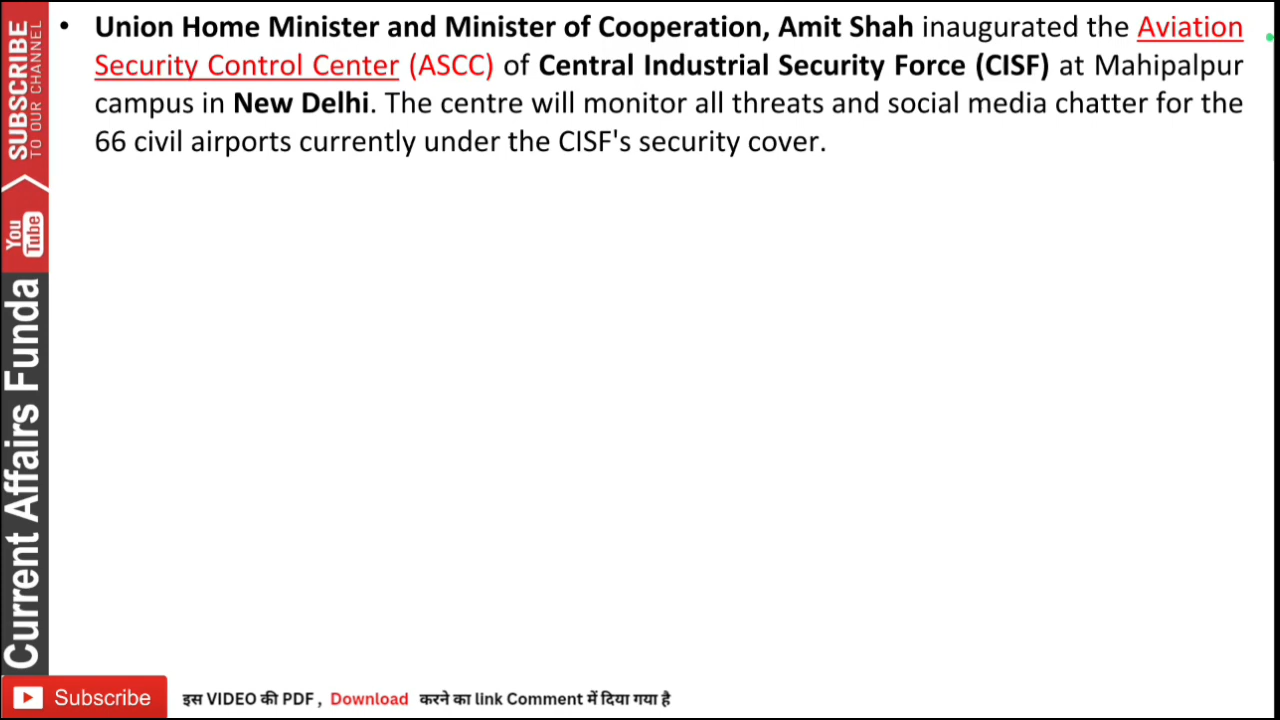 • Union Home Minister and Minister of Cooperation, Amit Shah inaugurated the Aviation
Security Control Center (ASCC) of Central Industrial Security Force (CISF) at Mahipalpur
campus in New Delhi. The centre will monitor all threats and social media chatter for the
66 civil airports currently under the CISF's security cover.
SUBSCRIBE
TO OUR CHANNEL
You
Tube
Current Affairs Funda
Subscribe
इस VIDEO की PDF , Download करने का link Comment में दिया गया है